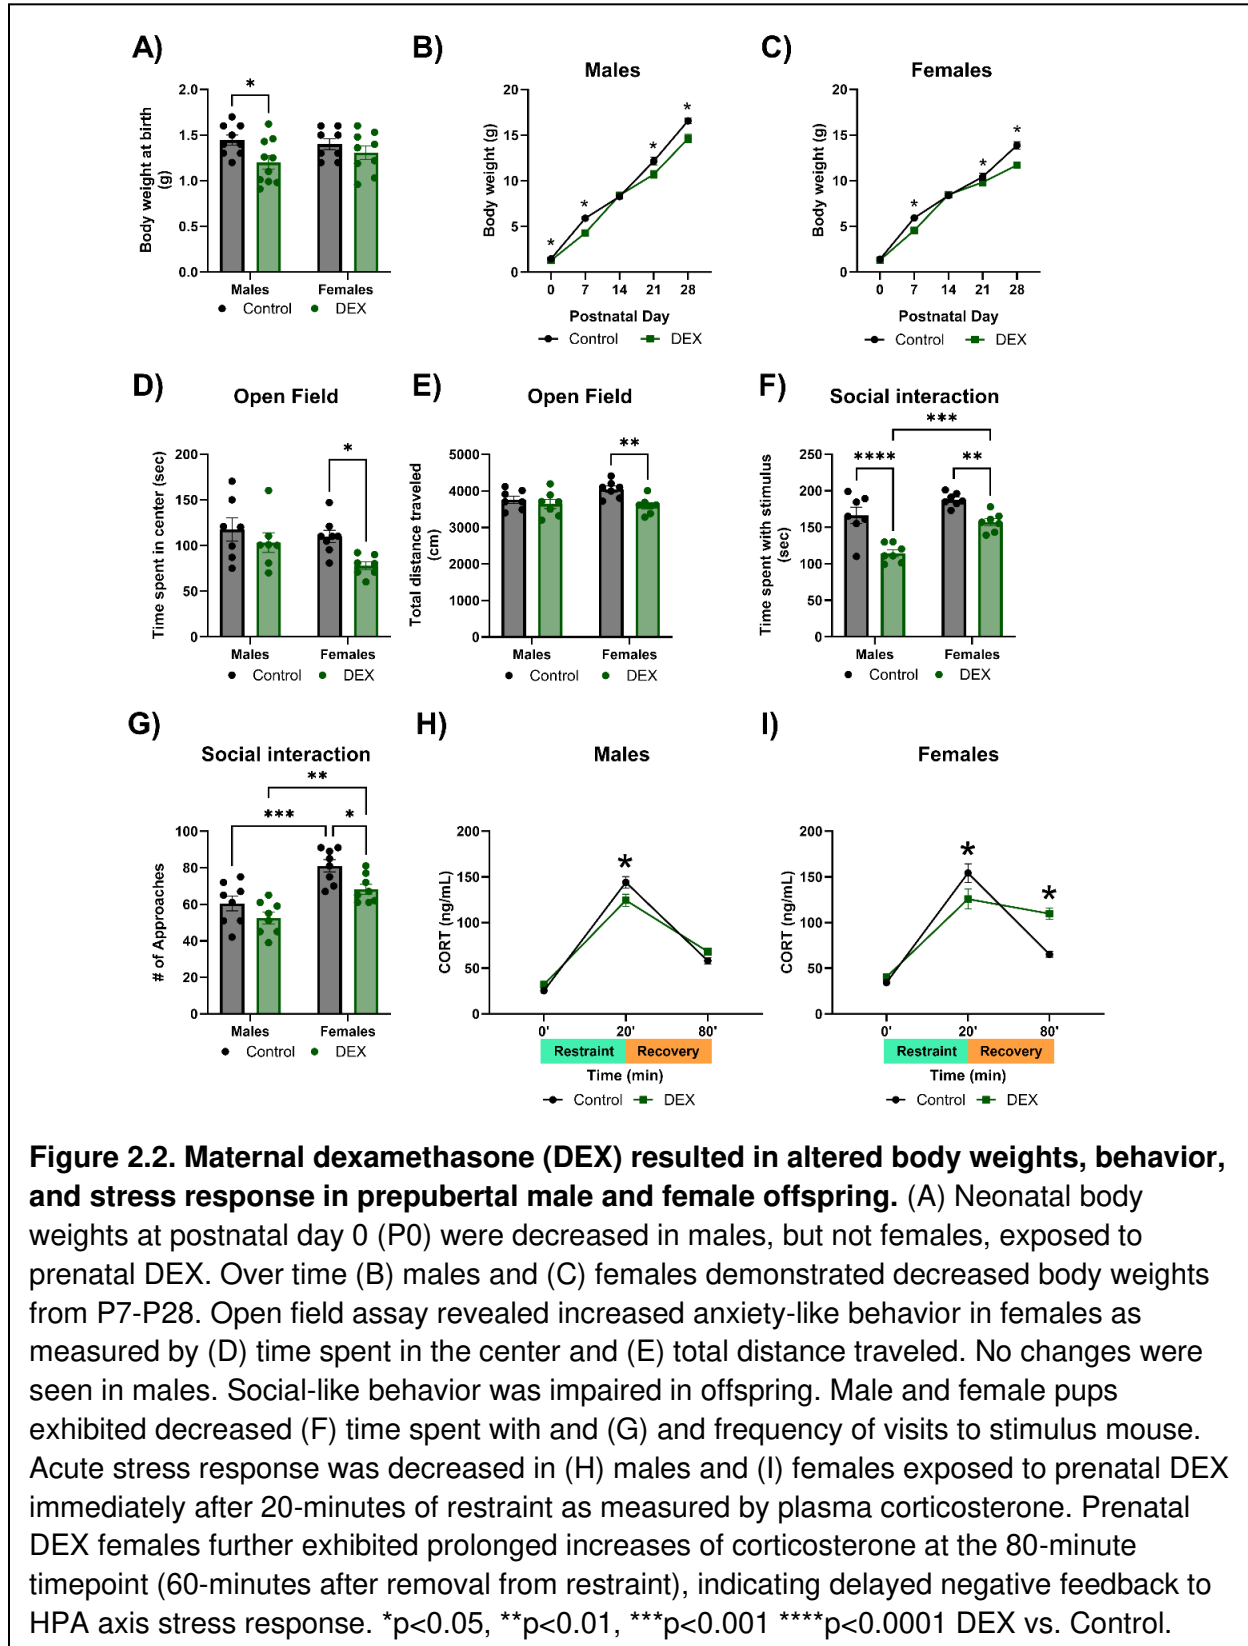 A)
B)
C)
Males
Females
*
2.0
1.5
1.0
0.5
0.0
Body weight at birth
(g)
Males
Females
Control
DEX
20
15
10
5
0
Body weight (g)
*
*
*
*
0
7
14
21
28
Postnatal Day
Control
DEX
20
15
10
5
0
Body weight (g)
*
*
*
0
7
14
21
28
Postnatal Day
Control
DEX
D)
E)
F)
Open Field
Open Field
Social interaction
200
150
100
50
0
Time spent in center (sec)
*
Males
Females
Control
DEX
5000
4000
3000
2000
1000
0
Total distance traveled
(cm)
**
Males
Females
Control
DEX
250
200
150
100
50
0
Time spent with stimulus
(sec)
***
****
**
Males
Females
Control
DEX
G)
H)
I)
Social interaction
Males
Females
100
80
60
40
20
0
# of Approaches
**
***
*
Males
Females
Control
DEX
200
150
100
50
0
CORT (ng/mL)
*
0'
20'
80'
Restraint
Recovery
Time (min)
Control
DEX
200
150
100
50
0
CORT (ng/mL)
*
*
0'
20'
80'
Restraint
Recovery
Time (min)
Control
DEX
Figure 2.2. Maternal dexamethasone (DEX) resulted in altered body weights, behavior,
and stress response in prepubertal male and female offspring. (A) Neonatal body
weights at postnatal day 0 (P0) were decreased in males, but not females, exposed to
prenatal DEX. Over time (B) males and (C) females demonstrated decreased body weights
from P7-P28. Open field assay revealed increased anxiety-like behavior in females as
measured by (D) time spent in the center and (E) total distance traveled. No changes were
seen in males. Social-like behavior was impaired in offspring. Male and female pups
exhibited decreased (F) time spent with and (G) and frequency of visits to stimulus mouse.
Acute stress response was decreased in (H) males and (I) females exposed to prenatal DEX
immediately after 20-minutes of restraint as measured by plasma corticosterone. Prenatal
DEX females further exhibited prolonged increases of corticosterone at the 80-minute
timepoint (60-minutes after removal from restraint), indicating delayed negative feedback to
HPA axis stress response. *p<0.05, **p<0.01, ***p<0.001 ****p<0.0001 DEX vs. Control.